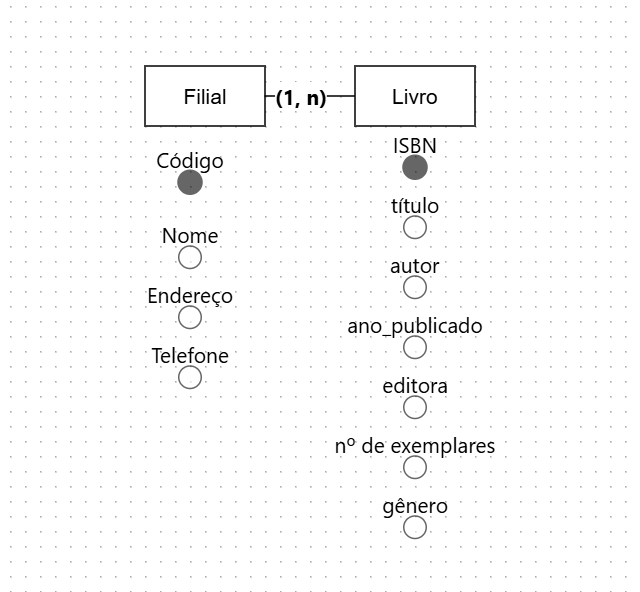 Filial
(1, n)
Livro
Código
Nome
Endereço
Telefone
ISBN
título
autor
ano_publicado
editora
nº de exemplares
gênero